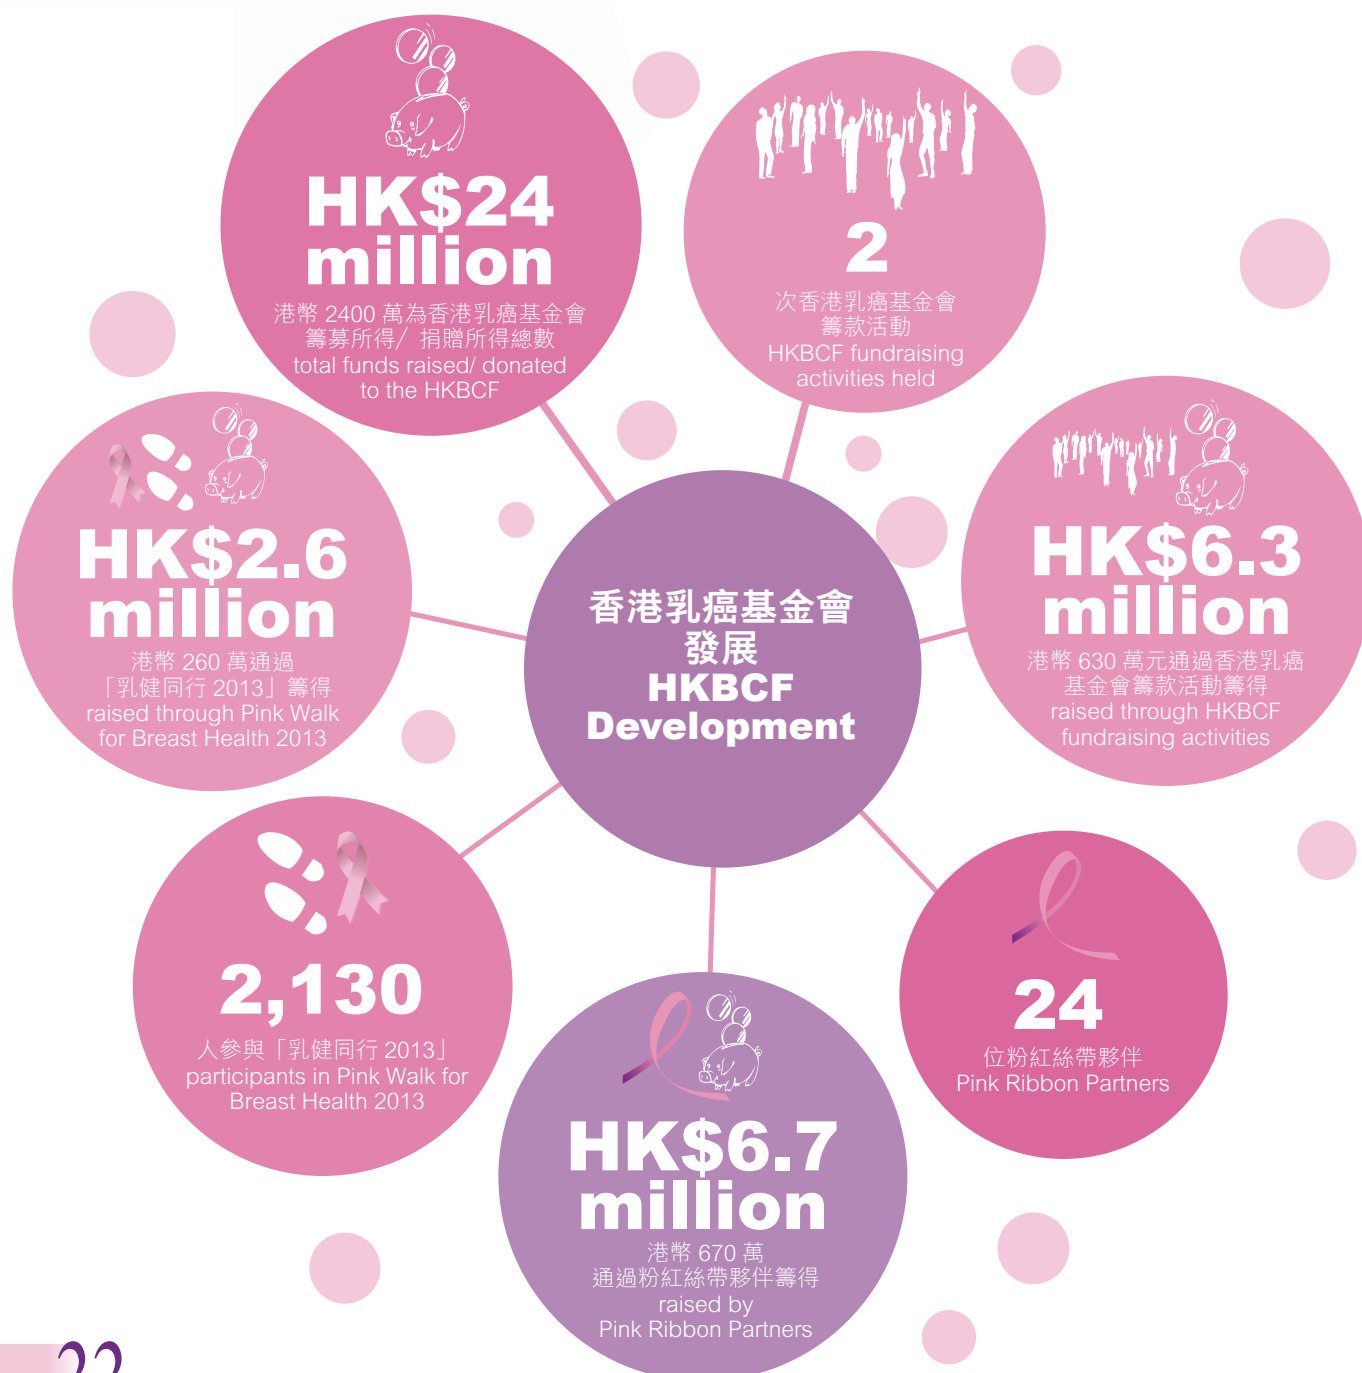 HK$24
million
港幣 2400 萬為香港乳癌基金會
籌募所得/ 捐贈所得總數
total funds raised/ donated
to the HKBCF
2
次香港乳癌基金會
籌款活動
HKBCF fundraising
activities held
HK$2.6
million
港幣 260 萬通過
「乳健同行 2013」籌得
raised through Pink Walk
for Breast Health 2013
香港乳癌基金會
發展
HKBCF
Development
HK$6.3
million
港幣 630 萬元通過香港乳癌
基金會籌款活動籌得
raised through HKBCF
fundraising activities
2,130
人參與「乳健同行 2013」
participants in Pink Walk for
Breast Health 2013
24
位粉紅絲帶夥伴
Pink Ribbon Partners
HK$6.7
million
港幣 670 萬
通過粉紅絲帶夥伴籌得
raised by
Pink Ribbon Partners